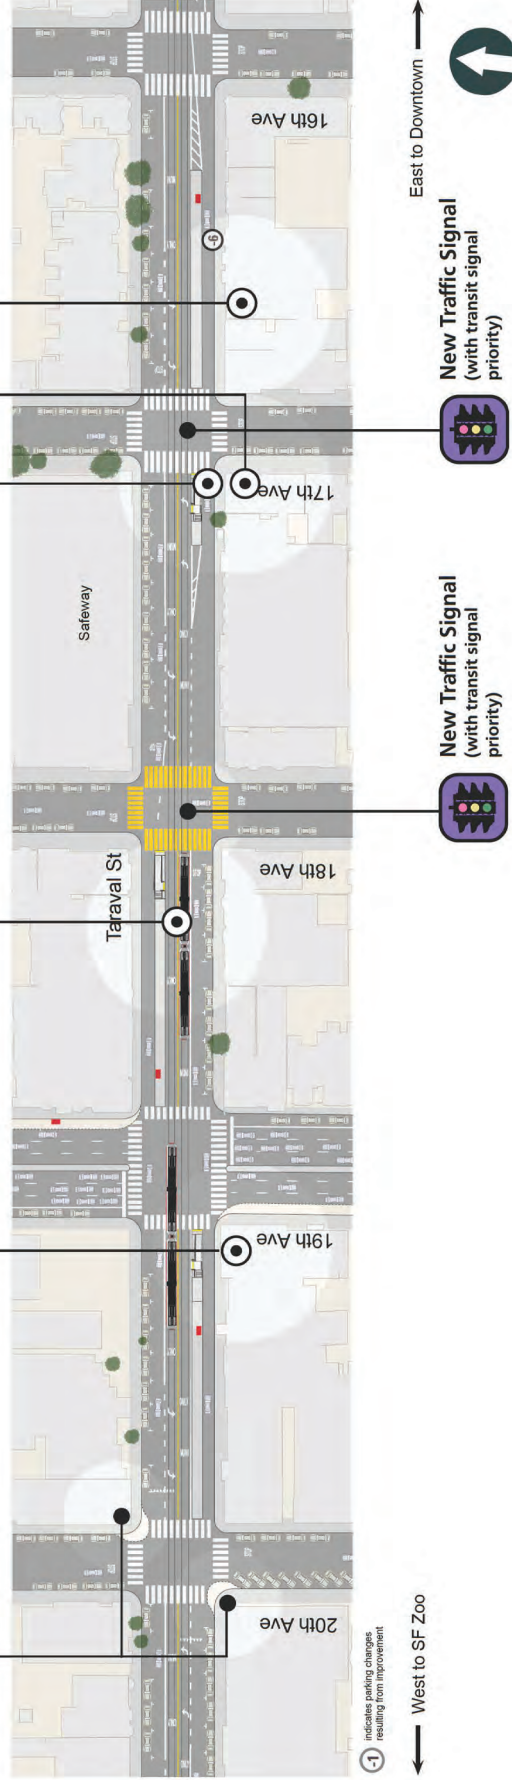 16th Ave
East to Downtown
-9
New Traffic Signal
(with transit signal
priority)
17th Ave
Safeway
New Traffic Signal
(with transit signal
priority)
18th Ave
Taraval St
19th Ave
20th Ave
-1
indicates parking changes
resulting from improvement
West to SF Zoo